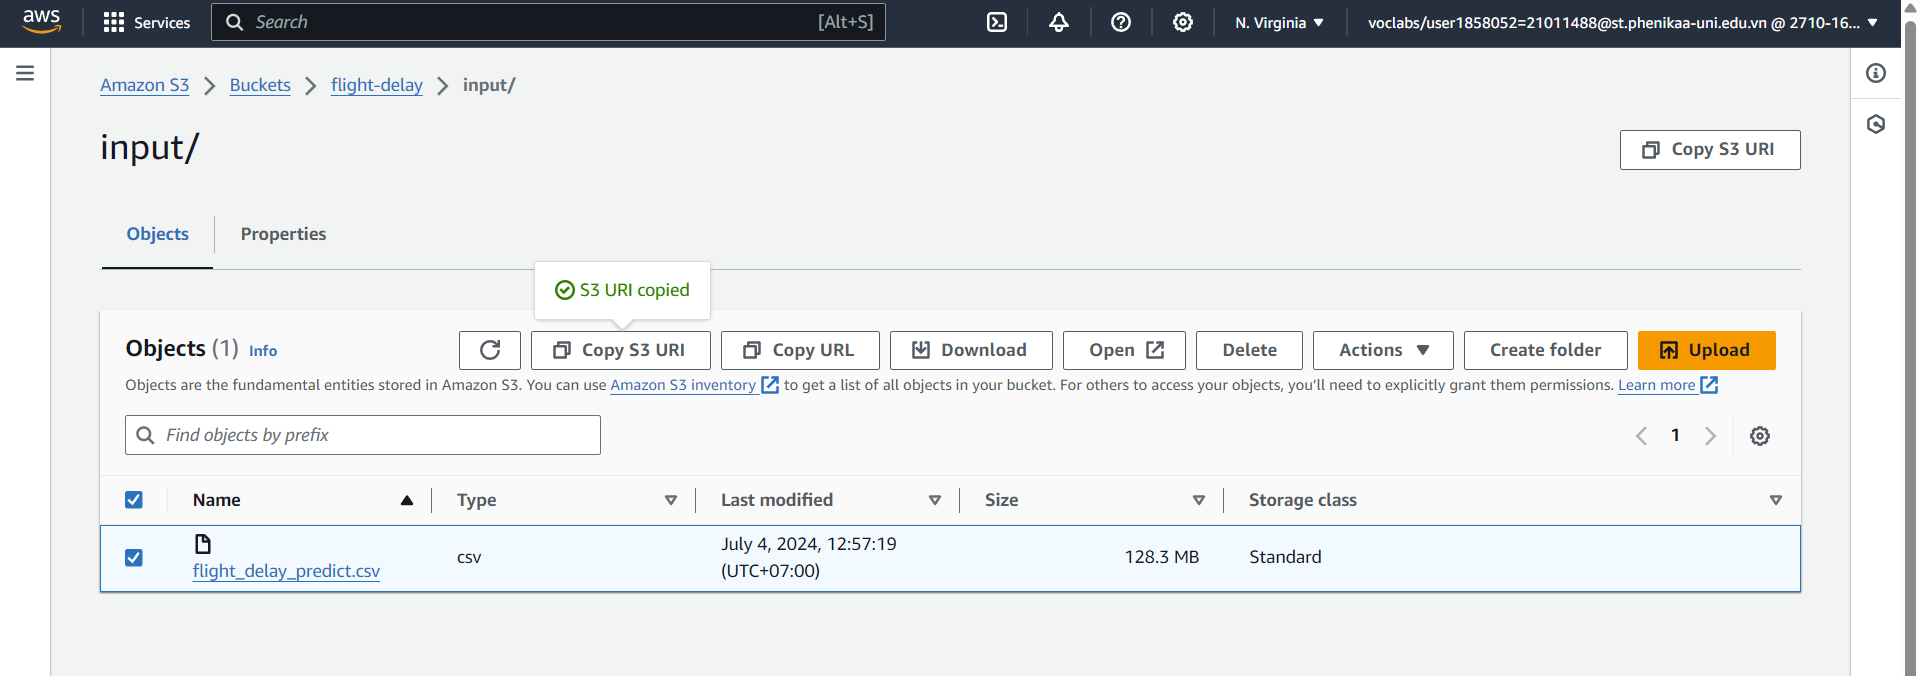 aws Services Search [Alt+S] N. Virginia voclabs/user1858052=21011488@st.phenikaa-uni.edu.vn @ 2710-16...
Amazon S3 Buckets flight-delay input/
input/
Copy S3 URI
Objects Properties
S3 URI copied
Objects (1) Info Copy S3 URI Copy URL Download Open Delete Actions Create folder Upload
Objects are the fundamental entities stored in Amazon S3. You can use Amazon S3 inventory to get a list of all objects in your bucket. For others to access your objects, you'll need to explicitly grant them permissions. Learn more
Find objects by prefix 1
Name Type Last modified Size Storage class
flight_delay_predict.csv csv July 4, 2024, 12:57:19 (UTC+07:00) 128.3 MB Standard